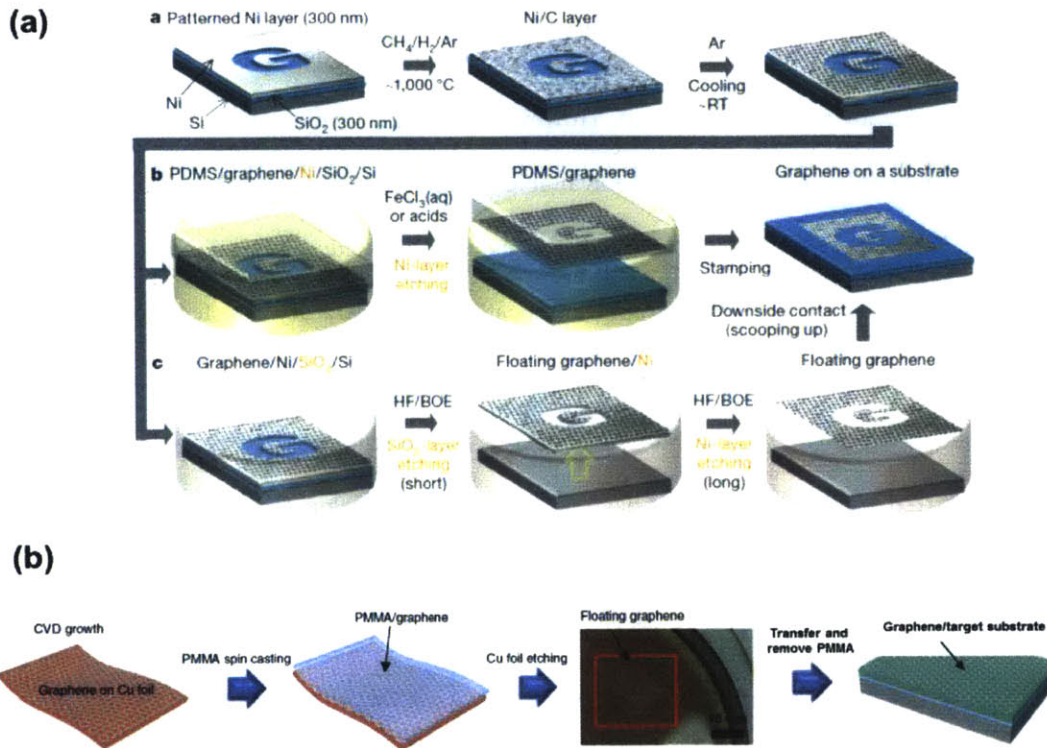 (a)
a Patterned Ni layer (300 nm)
Ni/C layer
CH4/H2/Ar
~1,000 °C
Ar
Cooling
~RT
Ni
Si
SiO2 (300 nm)
b PDMS/graphene/Ni/SiO2/Si
PDMS/graphene
Graphene on a substrate
FeCl3(aq)
or acids
Ni-layer
etching
Stamping
Downside contact
(scooping up)
c Graphene/Ni/SiO2/Si
Floating graphene/Ni
Floating graphene
HF/BOE
SiO2-layer
etching
(short)
HF/BOE
Ni-layer
etching
(long)
(b)
CVD growth
Graphene on Cu foil
PMMA spin casting
PMMA/graphene
Cu foil etching
Floating graphene
Transfer and
remove PMMA
Graphene/target substrate